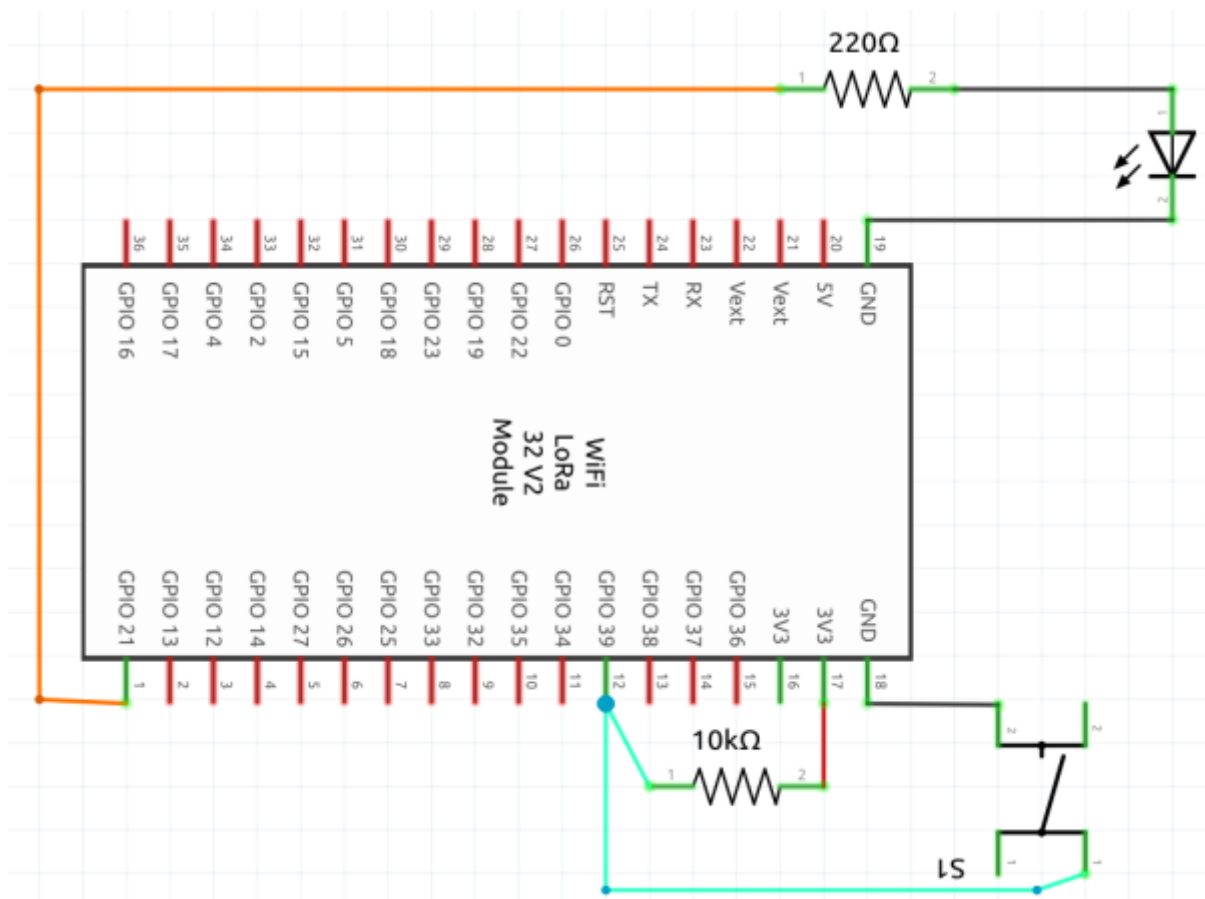 220Ω
1
2
1
2
36
35
34
33
32
31
30
29
28
27
26
25
24
23
22
21
20
19
GPIO 16
GPIO 17
GPIO 4
GPIO 2
GPIO 15
GPIO 5
GPIO 18
GPIO 23
GPIO 19
GPIO 22
GPIO 0
RST
TX
RX
Vext
Vext
5V
GND
WiFi
LoRa
32 V2
Module
GPIO 21
GPIO 13
GPIO 12
GPIO 14
GPIO 27
GPIO 26
GPIO 25
GPIO 33
GPIO 32
GPIO 35
GPIO 34
GPIO 39
GPIO 38
GPIO 37
GPIO 36
3V3
3V3
GND
1
2
3
4
5
6
7
8
9
10
11
12
13
14
15
16
17
18
10kΩ
1
2
2
2
1
1
S1